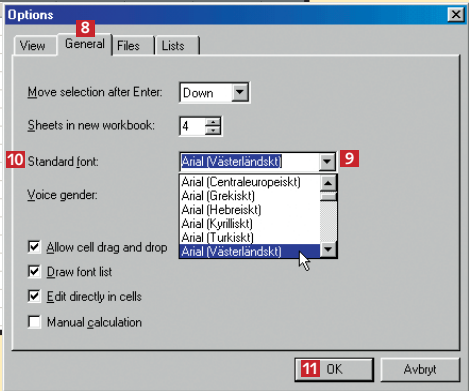 Options
8
View General Files Lists
Move selection after Enter: Down
Sheets in new workbook: 4
10 Standard font: Arial (Västerländskt) 9
Arial (Centraleuropeiskt)
Arial (Grekiskt)
Voice gender:
Arial (Hebreiskt)
Arial (Kyrilliskt)
Arial (Turkiskt)
Arial (Västerländskt)
Allow cell drag and drop
Draw font list
Edit directly in cells
Manual calculation
11 OK Avbryt